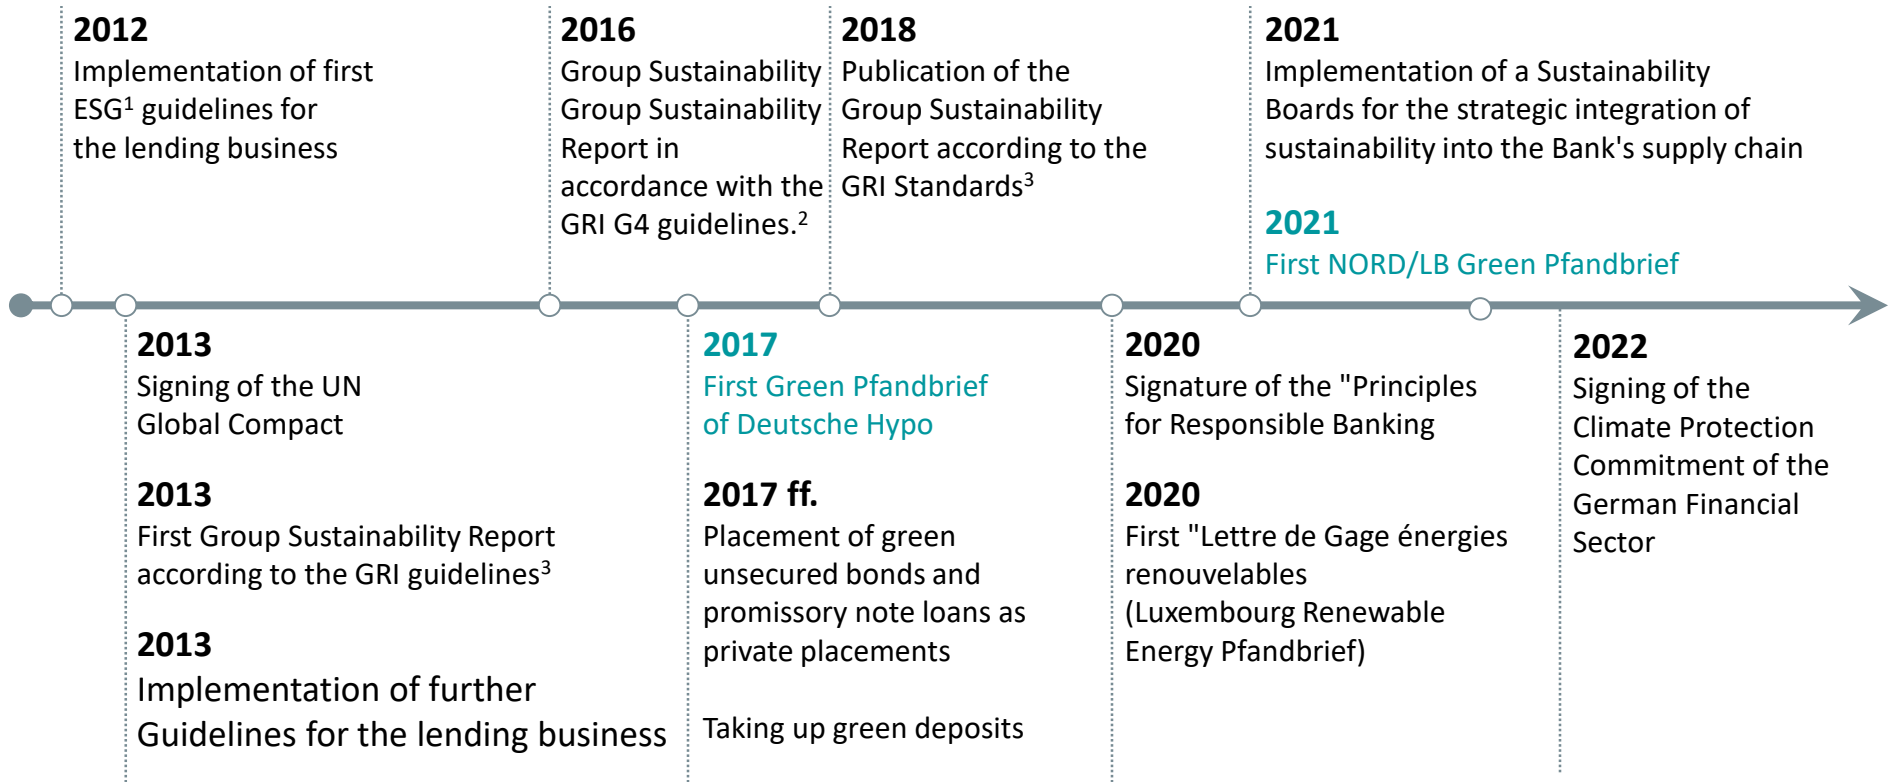 2012
Implementation of first
ESG¹ guidelines for
the lending business
2016
Group Sustainability
Group Sustainability
Report in
accordance with the
GRI G4 guidelines.²
2018
Publication of the
Group Sustainability
Report according to the
GRI Standards³
2021
Implementation of a Sustainability
Boards for the strategic integration of
sustainability into the Bank's supply chain
2021
First NORD/LB Green Pfandbrief
2013
Signing of the UN
Global Compact
2013
First Group Sustainability Report
according to the GRI guidelines³
2013
Implementation of further
Guidelines for the lending business
2017
First Green Pfandbrief
of Deutsche Hypo
2017 ff.
Placement of green
unsecured bonds and
promissory note loans as
private placements
Taking up green deposits
2020
Signature of the "Principles
for Responsible Banking
2020
First "Lettre de Gage énergies
renouvelables
(Luxembourg Renewable
Energy Pfandbrief)
2022
Signing of the
Climate Protection
Commitment of the
German Financial
Sector